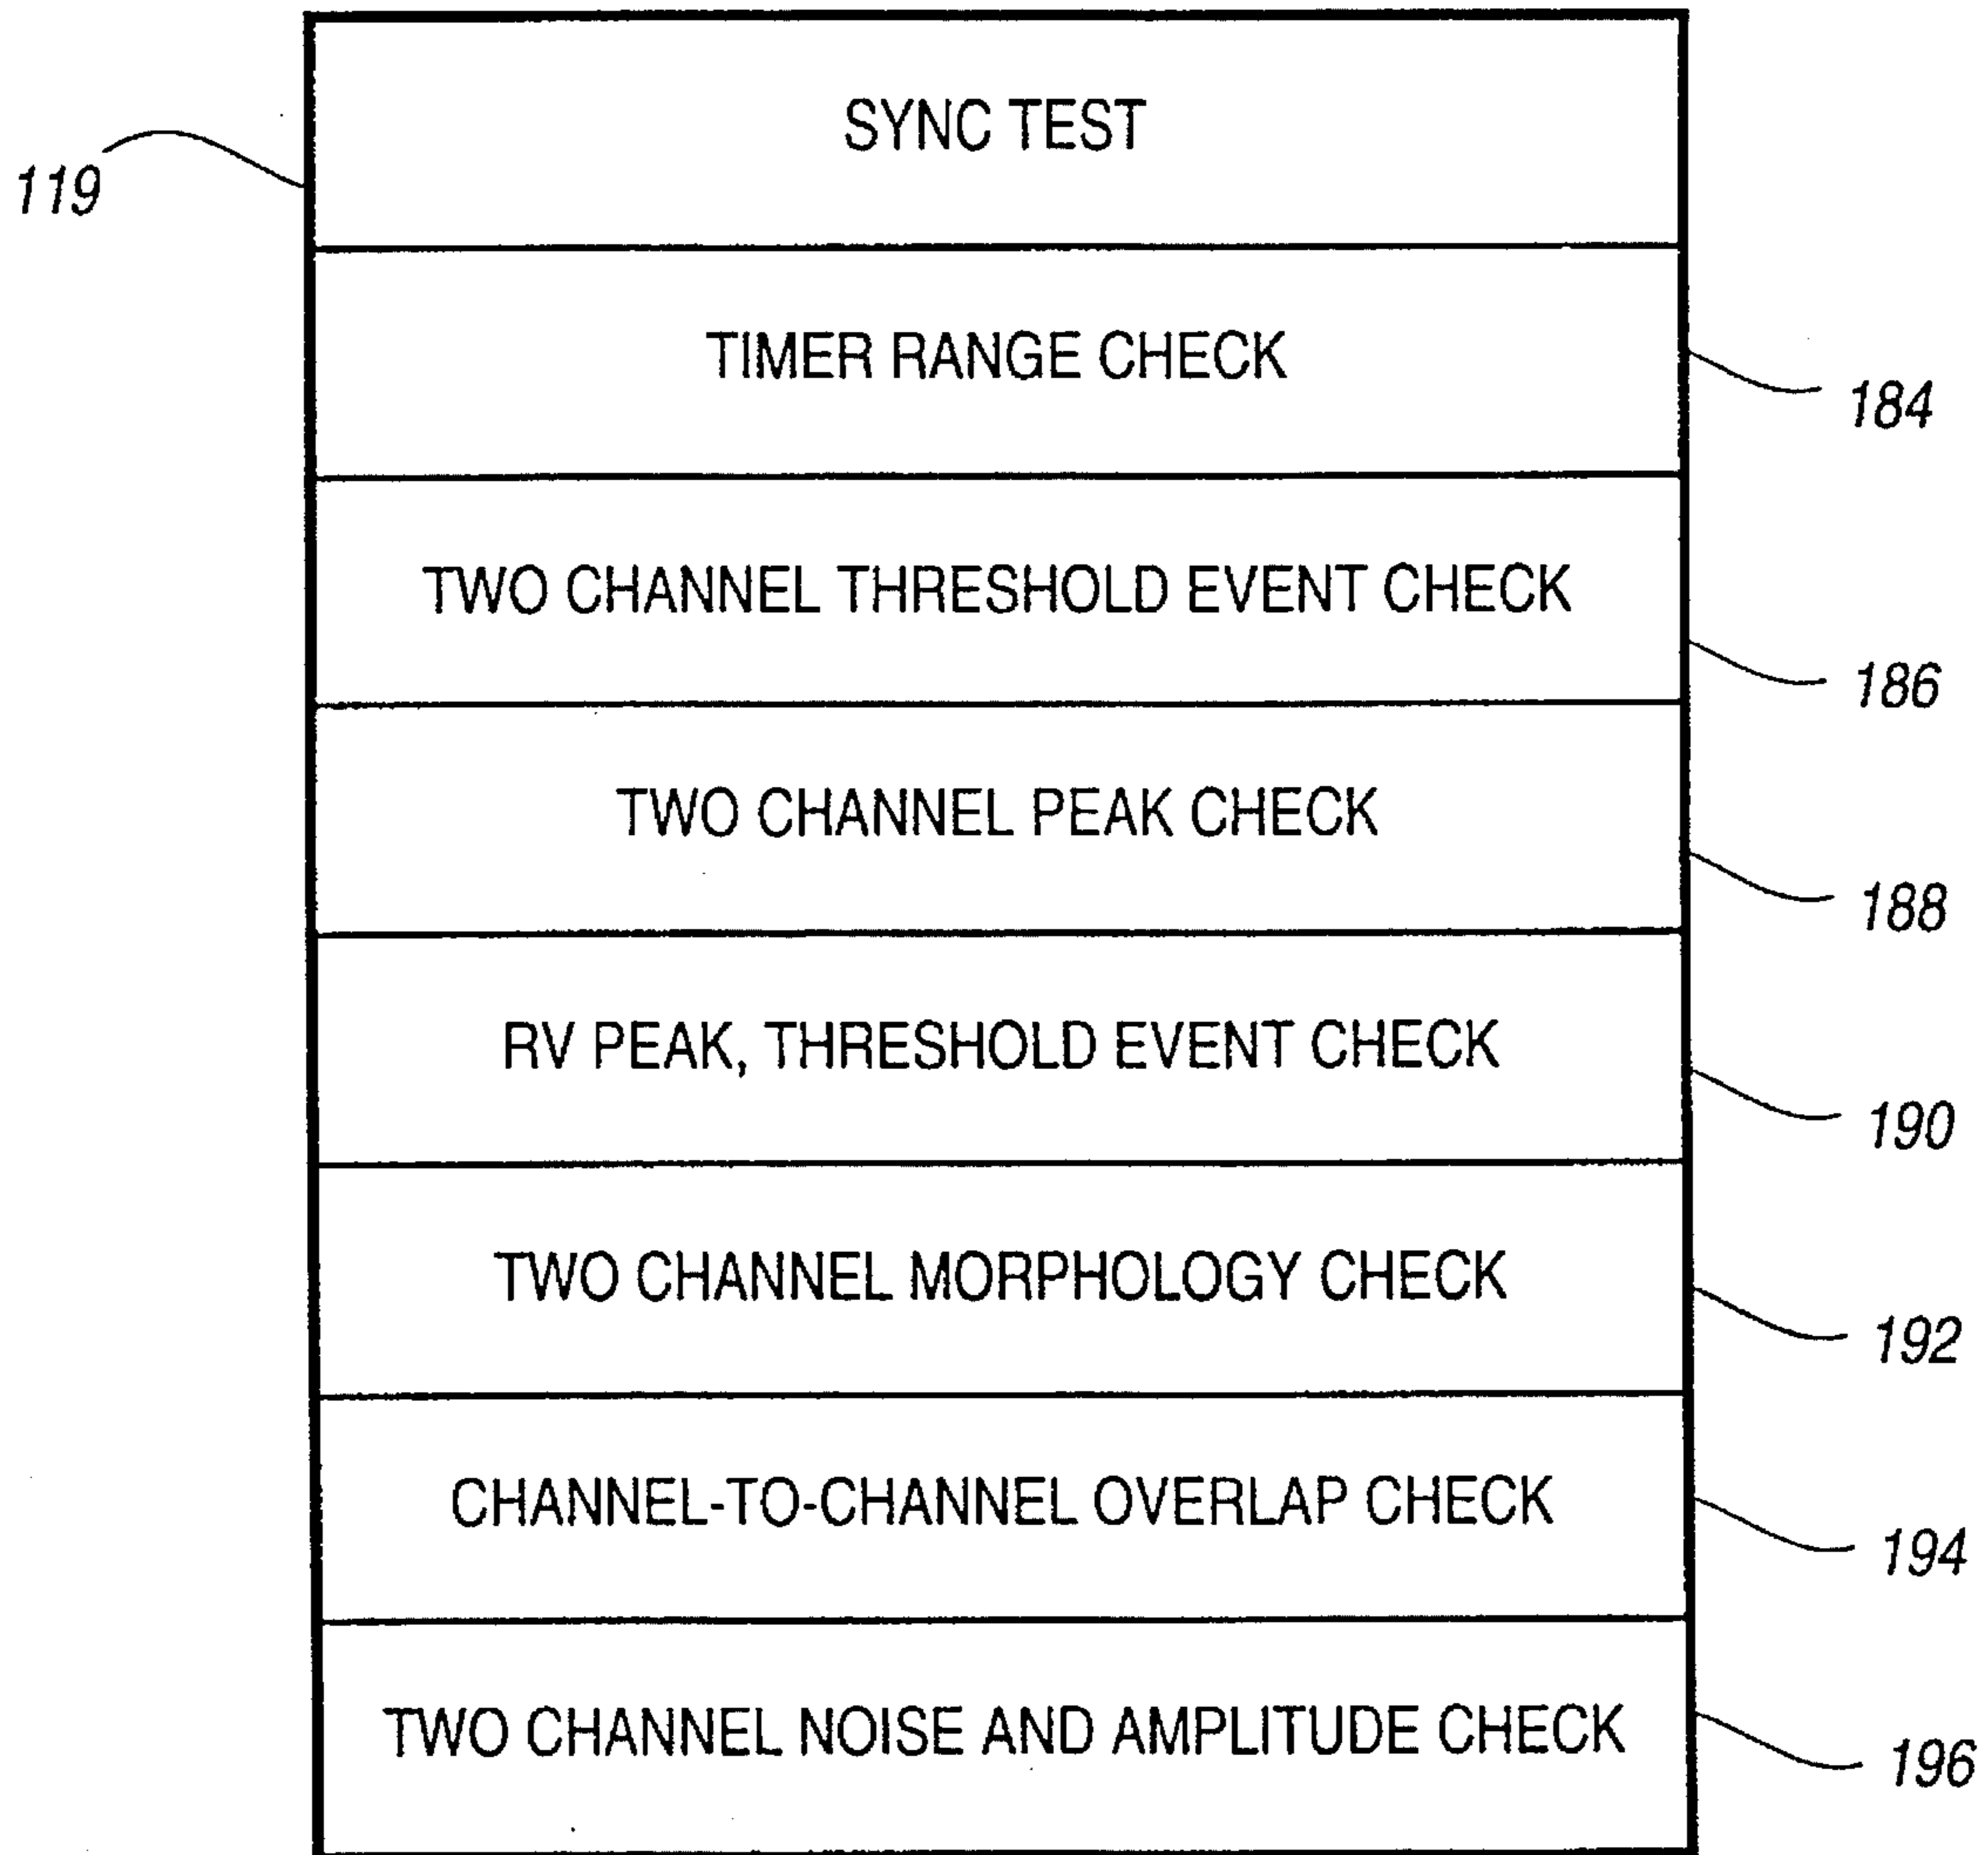 SYNC TEST
119
TIMER RANGE CHECK
184
TWO CHANNEL THRESHOLD EVENT CHECK
186
TWO CHANNEL PEAK CHECK
188
RV PEAK, THRESHOLD EVENT CHECK
190
TWO CHANNEL MORPHOLOGY CHECK
192
CHANNEL-TO-CHANNEL OVERLAP CHECK
194
TWO CHANNEL NOISE AND AMPLITUDE CHECK
196